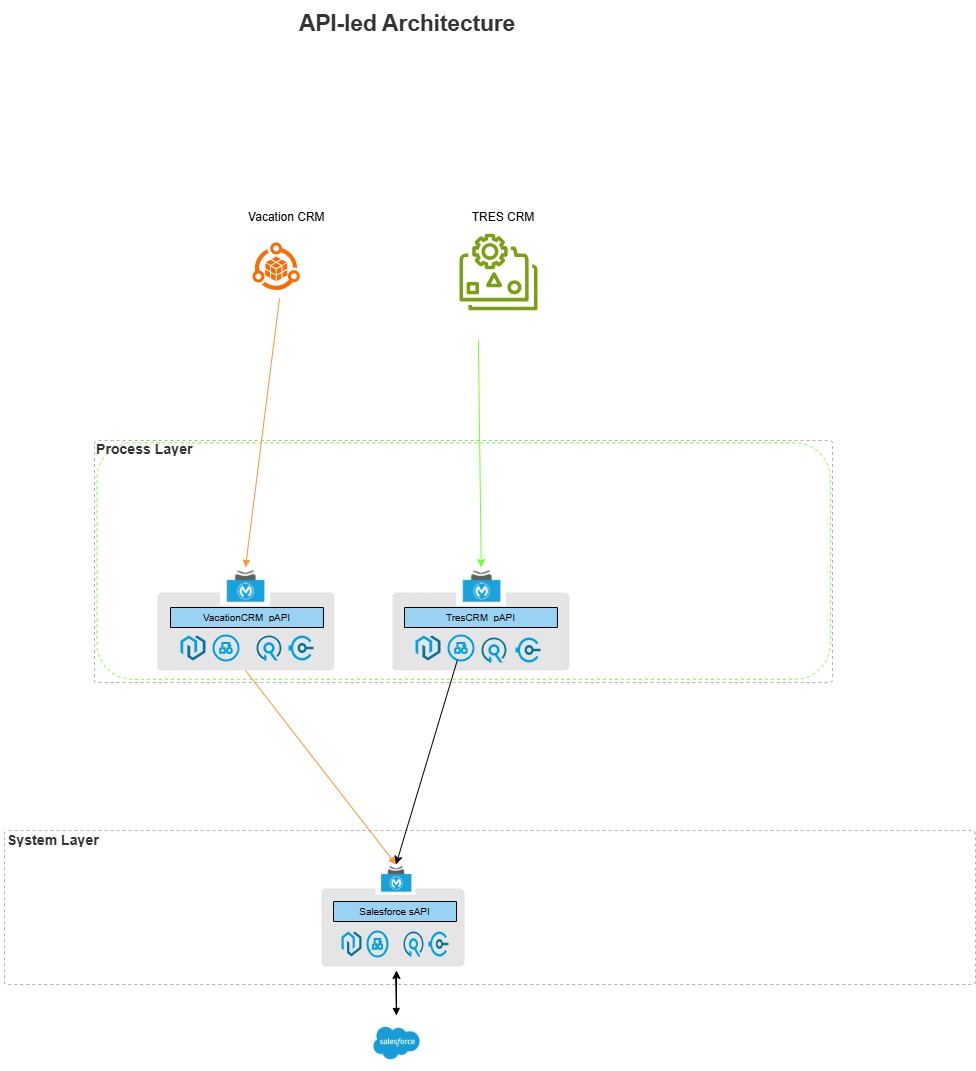 API-led Architecture
Vacation CRM
TRES CRM
Process Layer
VacationCRM pAPI
TresCRM pAPI
System Layer
Salesforce sAPI
salesforce